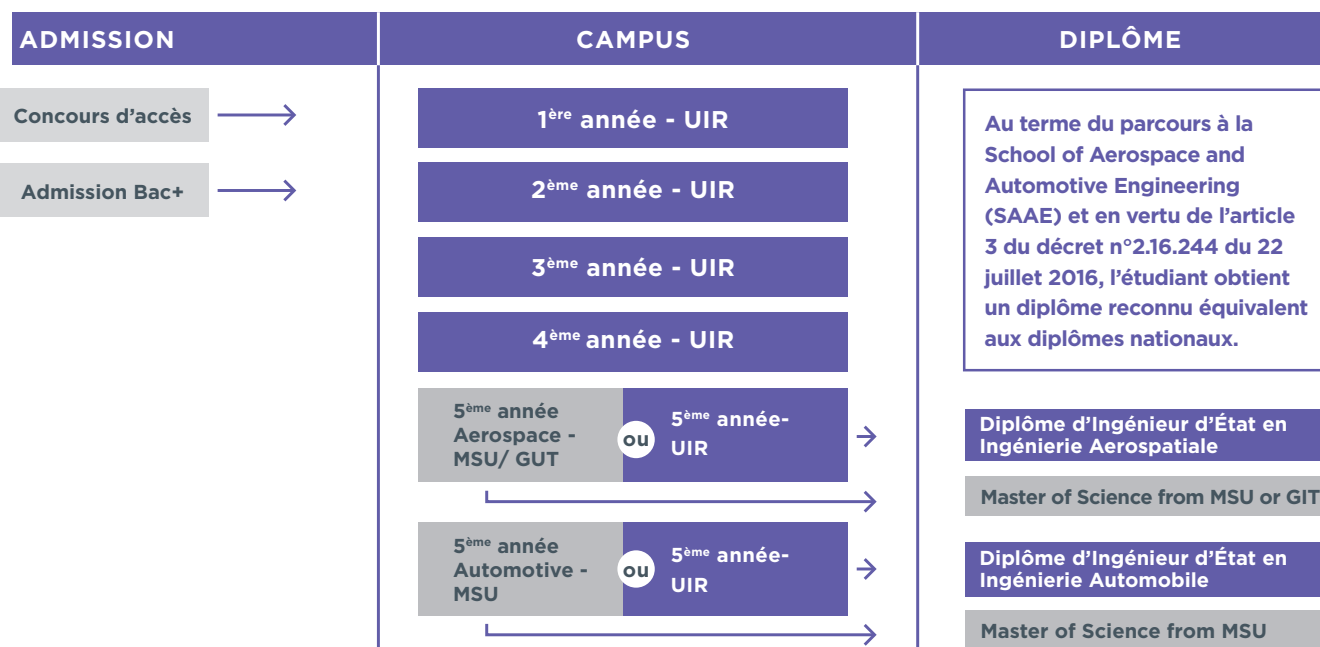 ADMISSION
CAMPUS
DIPLÔME
Concours d’accès
Admission Bac+
1ère année - UIR
2ème année - UIR
3ème année - UIR
4ème année - UIR
5ème année
Aerospace -
MSU/ GUT
ou
5ème année-
UIR
5ème année
Automotive -
MSU
ou
5ème année-
UIR
Au terme du parcours à la
School of Aerospace and
Automotive Engineering
(SAAE) et en vertu de l’article
3 du décret n°2.16.244 du 22
juillet 2016, l’étudiant obtient
un diplôme reconnu équivalent
aux diplômes nationaux.
Diplôme d’Ingénieur d’État en
Ingénierie Aerospatiale
Master of Science from MSU or GIT
Diplôme d’Ingénieur d’État en
Ingénierie Automobile
Master of Science from MSU